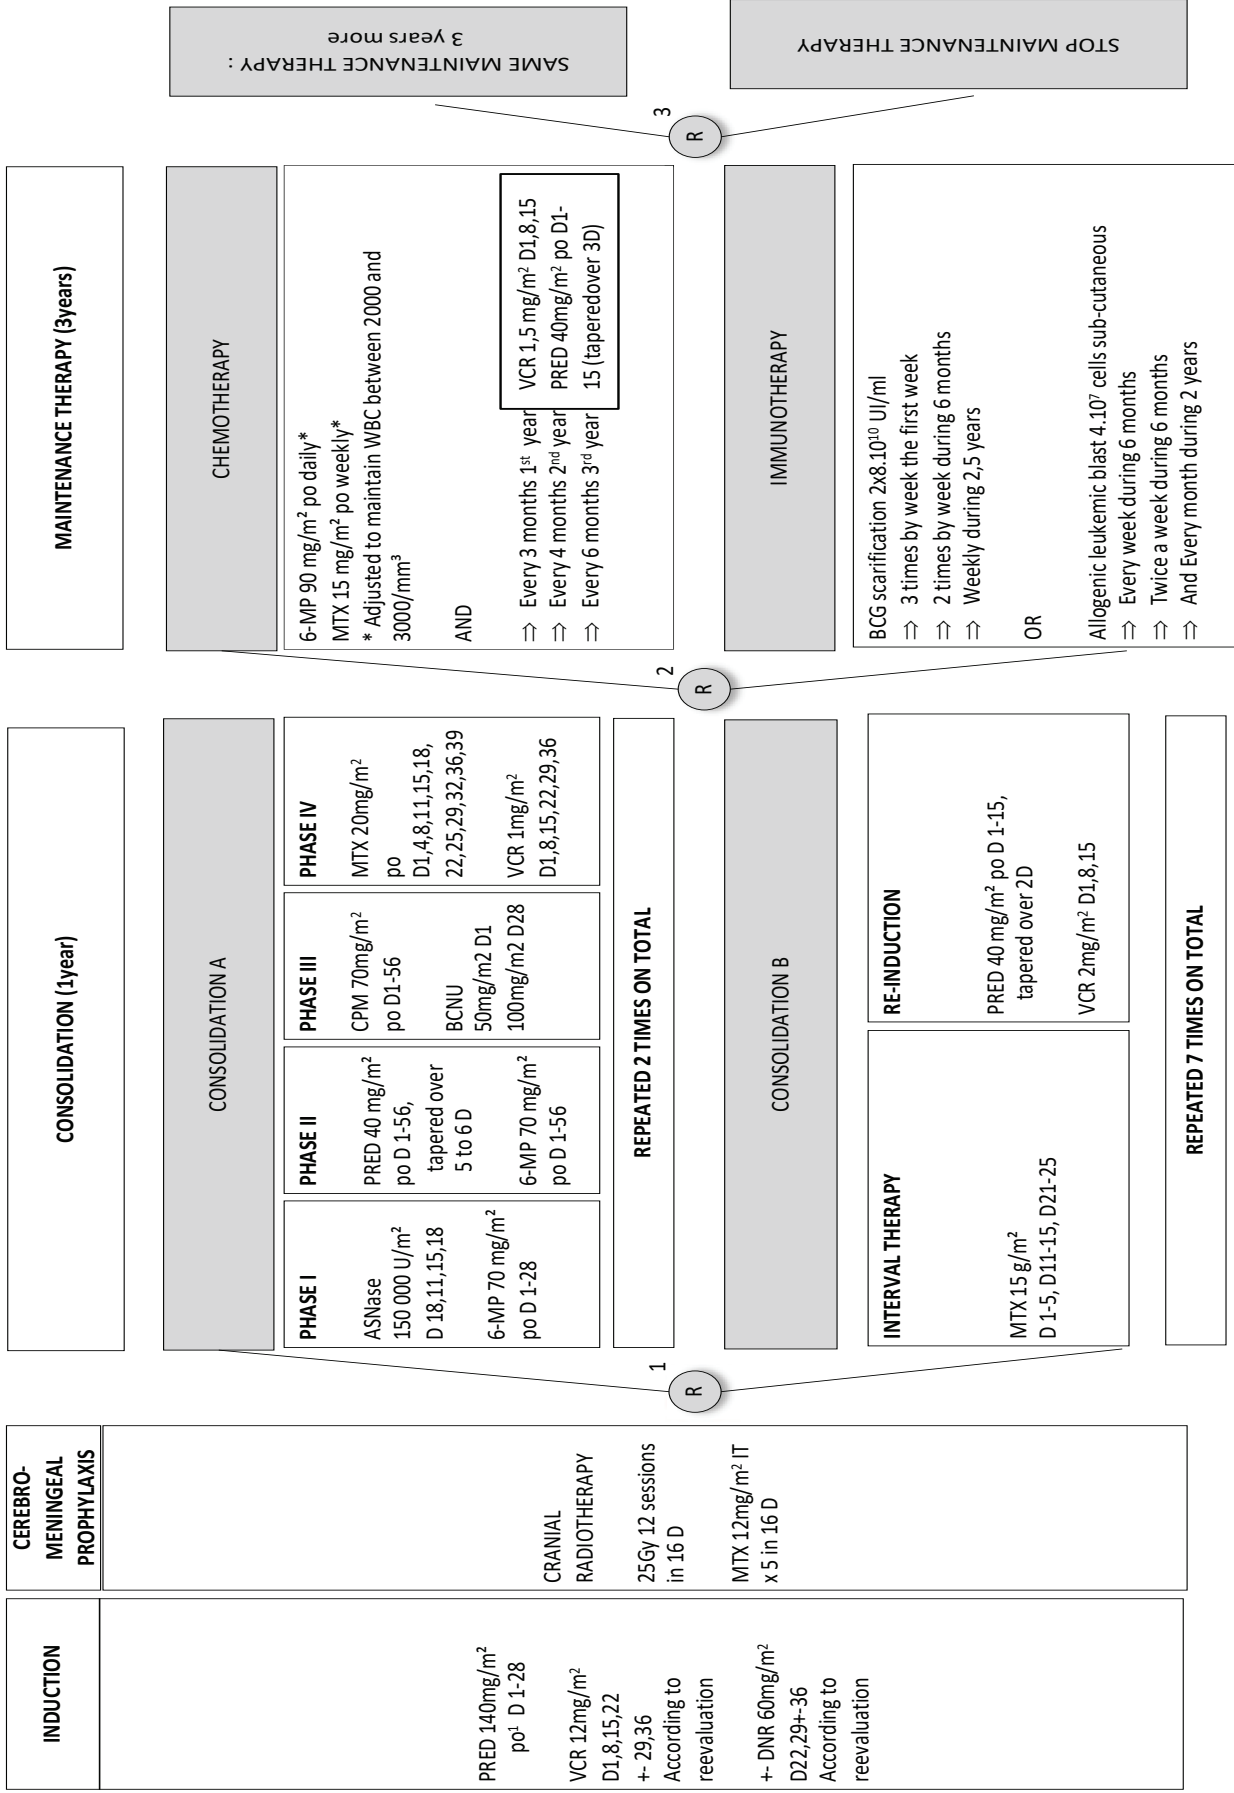 INDUCTION
PRED 140mg/m²
po¹ D 1-28
VCR 12mg/m²
D1,8,15,22
+- 29,36
According to
reevaluation
+- DNR 60mg/m²
D22,29+-36
According to
reevaluation
CEREBRO-
MENINGEAL
PROPHYLAXIS
CRANIAL
RADIOTHERAPY
25Gy 12 sessions
in 16 D
MTX 12mg/m² IT
x 5 in 16 D
R
1
CONSOLIDATION (1year)
CONSOLIDATION A
PHASE I
ASNase
150 000 U/m²
D 18,11,15,18
6-MP 70 mg/m²
po D 1-28
PHASE II
PRED 40 mg/m²
po D 1-56,
tapered over
5 to 6 D
6-MP 70 mg/m²
po D 1-56
PHASE III
CPM 70mg/m²
po D1-56
BCNU
50mg/m2 D1
100mg/m2 D28
PHASE IV
MTX 20mg/m²
po
D1,4,8,11,15,18,
22,25,29,32,36,39
VCR 1mg/m²
D1,8,15,22,29,36
REPEATED 2 TIMES ON TOTAL
CONSOLIDATION B
INTERVAL THERAPY
MTX 15 g/m²
D 1-5, D11-15, D21-25
RE-INDUCTION
PRED 40 mg/m² po D 1-15,
tapered over 2D
VCR 2mg/m² D1,8,15
REPEATED 7 TIMES ON TOTAL
R
2
MAINTENANCE THERAPY (3years)
CHEMOTHERAPY
6-MP 90 mg/m² po daily*
MTX 15 mg/m² po weekly*
* Adjusted to maintain WBC between 2000 and
3000/mm³
AND
⇒ Every 3 months 1st year
⇒ Every 4 months 2nd year
⇒ Every 6 months 3rd year
VCR 1,5 mg/m² D1,8,15
PRED 40mg/m² po D1-
15 (taperedover 3D)
IMMUNOTHERAPY
BCG scarification 2x8.10¹⁰ UI/ml
⇒ 3 times by week the first week
⇒ 2 times by week during 6 months
⇒ Weekly during 2,5 years
OR
Allogenic leukemic blast 4.10⁷ cells sub-cutaneous
⇒ Every week during 6 months
⇒ Twice a week during 6 months
⇒ And Every month during 2 years
R
3
SAME MAINTENANCE THERAPY :
3 years more
STOP MAINTENANCE THERAPY